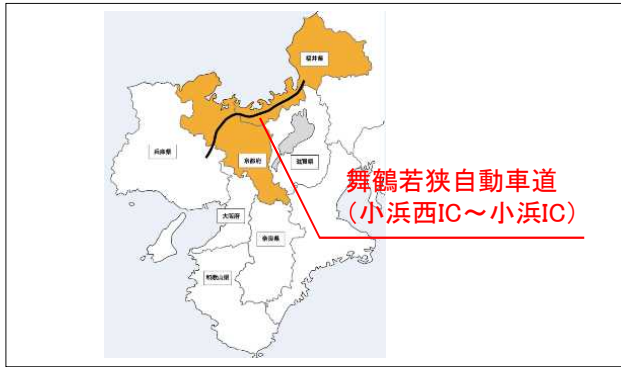 福井県
兵庫県
京都府
滋賀県
舞鶴若狭自動車道
（小浜西IC～小浜IC）
大阪府
奈良県
和歌山県